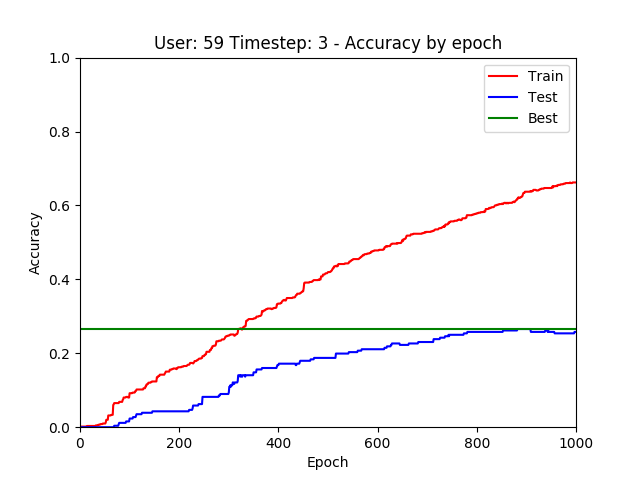 User: 59 Timestep: 3 - Accuracy by epoch
1.0
Train
Test
Best
0.8
0.6
0.4
0.2
0.0
Accuracy
0 200 400 600 800 1000
Epoch